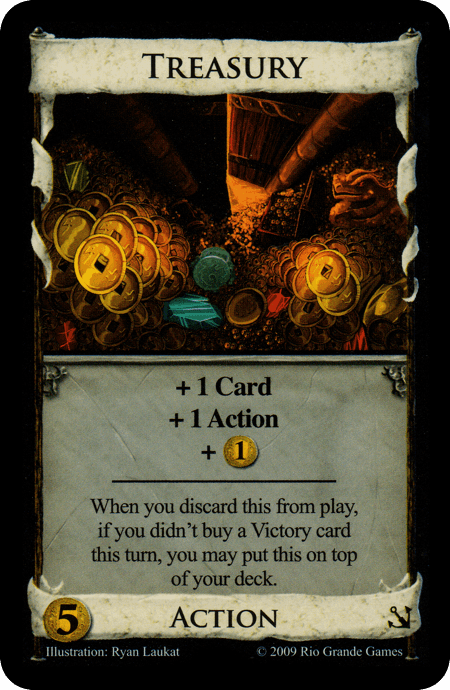 TREASURY
+ 1 Card
+ 1 Action
+ 1
When you discard this from play,
if you didn't buy a Victory card
this turn, you may put this on top
of your deck.
5 ACTION
Illustration: Ryan Laukat © 2009 Rio Grande Games